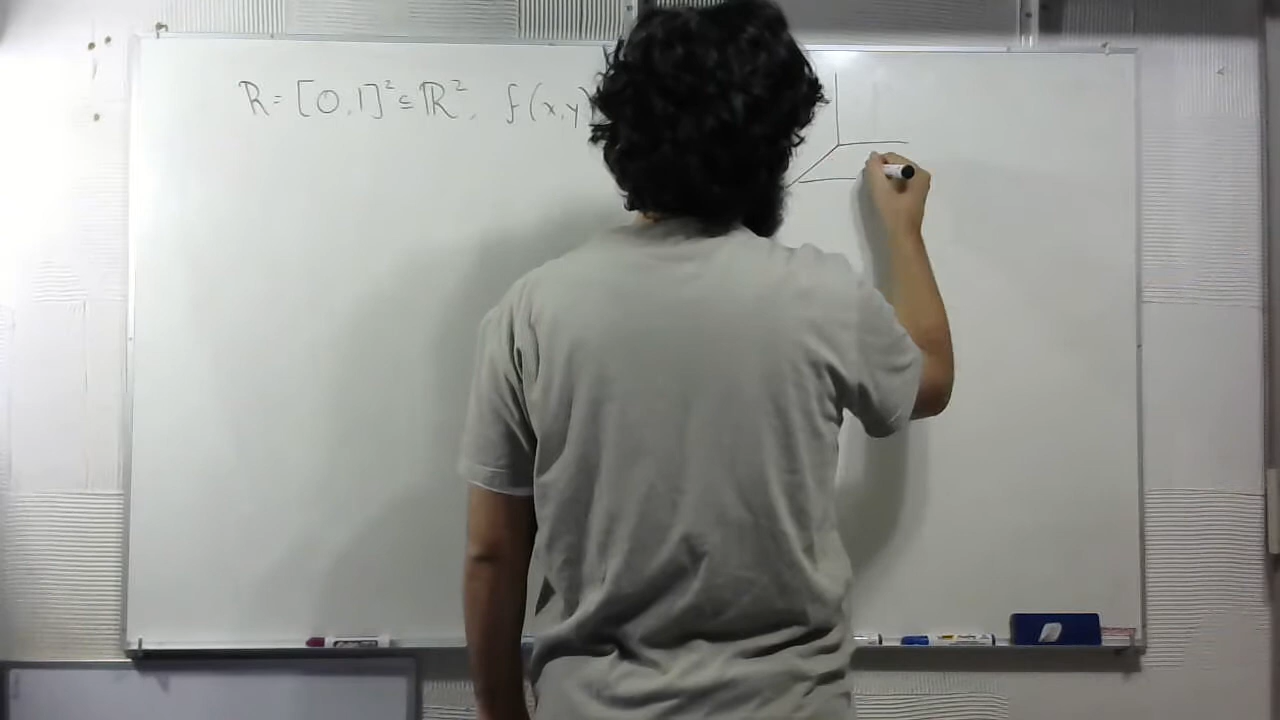 R = [0,1]² ⊆ ℝ², f(x,y)